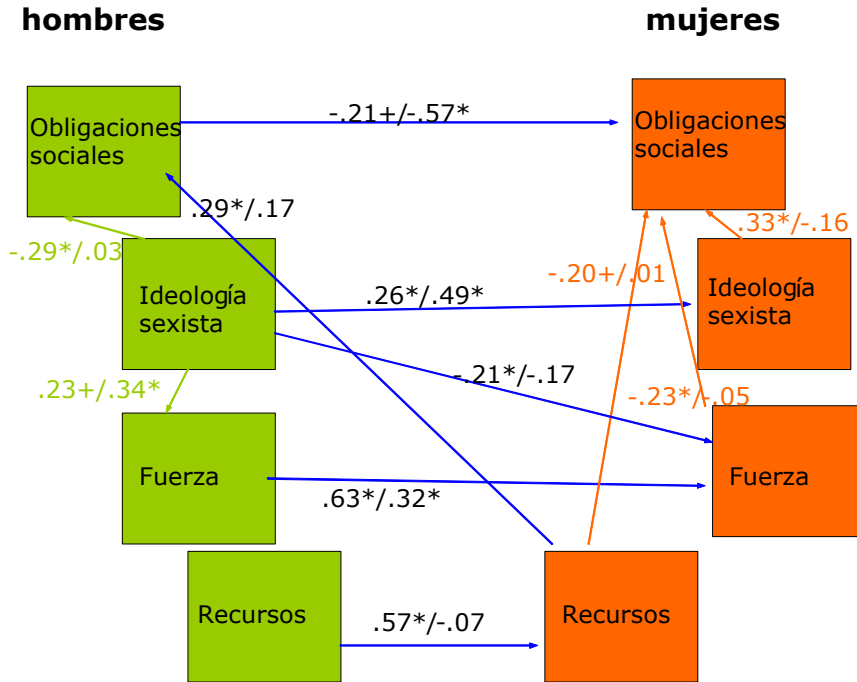 hombres
mujeres
Obligaciones
sociales
-.21+/-.57*
Obligaciones
sociales
.29*/.17
.33*/-.16
-.29*/.03
-.20+/.01
Ideología
sexista
.26*/.49*
Ideología
sexista
-.21*/-.17
.23+/.34*
-.23*/-.05
Fuerza
Fuerza
.63*/.32*
Recursos
.57*/-.07
Recursos